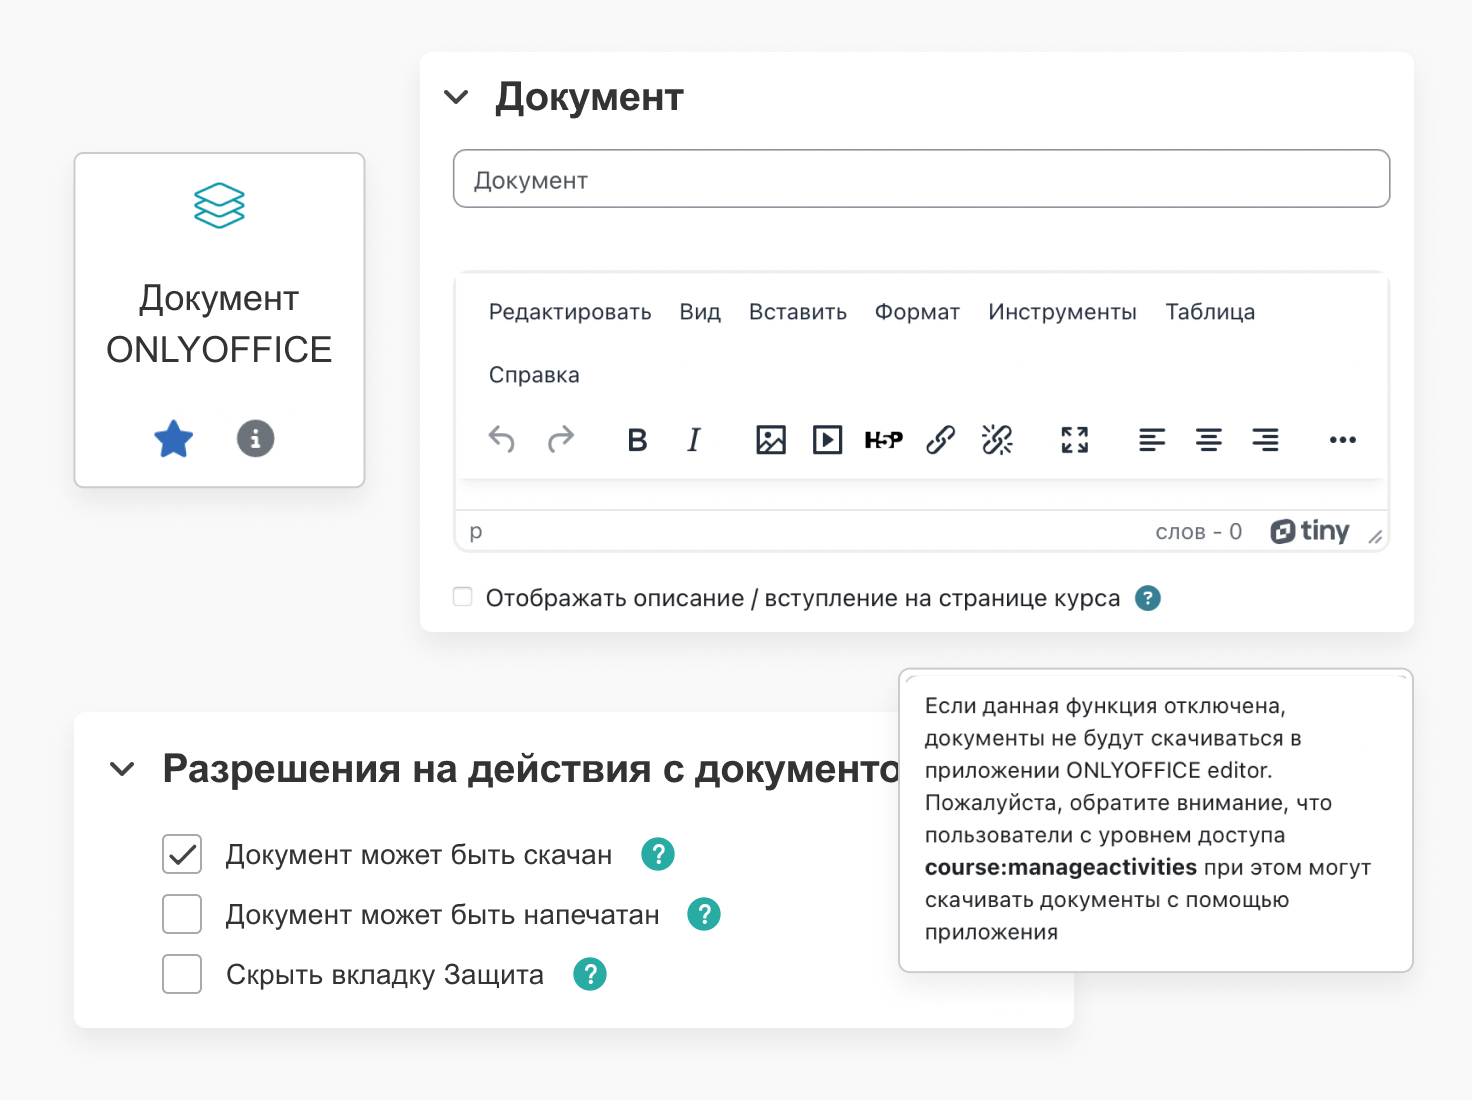 Документ
ONLYOFFICE
Документ
Документ
Редактировать Вид Вставить Формат Инструменты Таблица
Справка
B I H5P
p слов - 0 tiny
Отображать описание / вступление на странице курса ?
Разрешения на действия с документо
Документ может быть скачан ?
Документ может быть напечатан ?
Скрыть вкладку Защита ?
Если данная функция отключена,
документы не будут скачиваться в
приложении ONLYOFFICE editor.
Пожалуйста, обратите внимание, что
пользователи с уровнем доступа
course:manageactivities при этом могут
скачивать документы с помощью
приложения